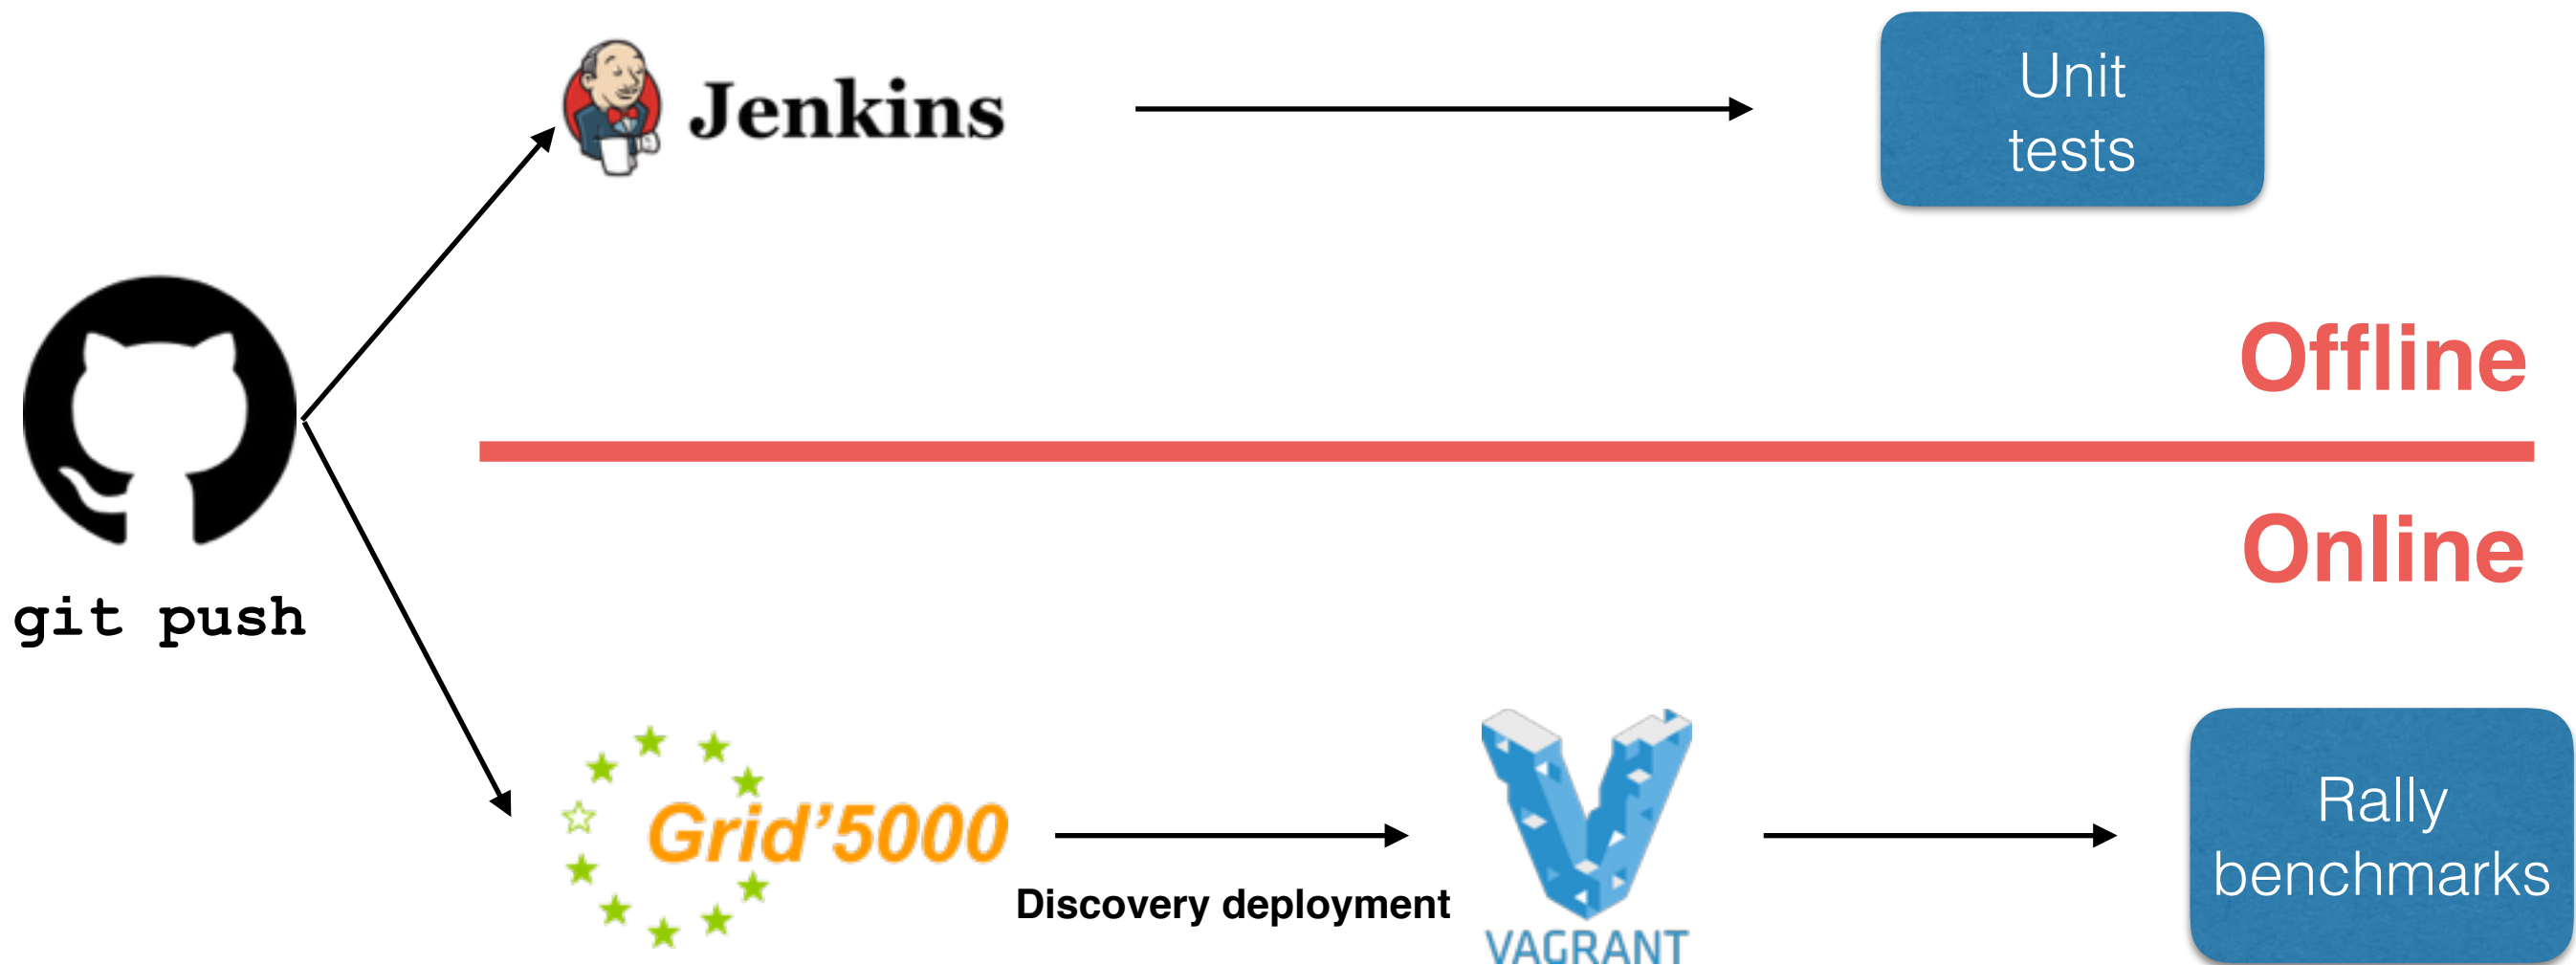 Jenkins
Unit
tests
Offline
Online
git push
Grid’5000
Discovery deployment
VAGRANT
Rally
benchmarks